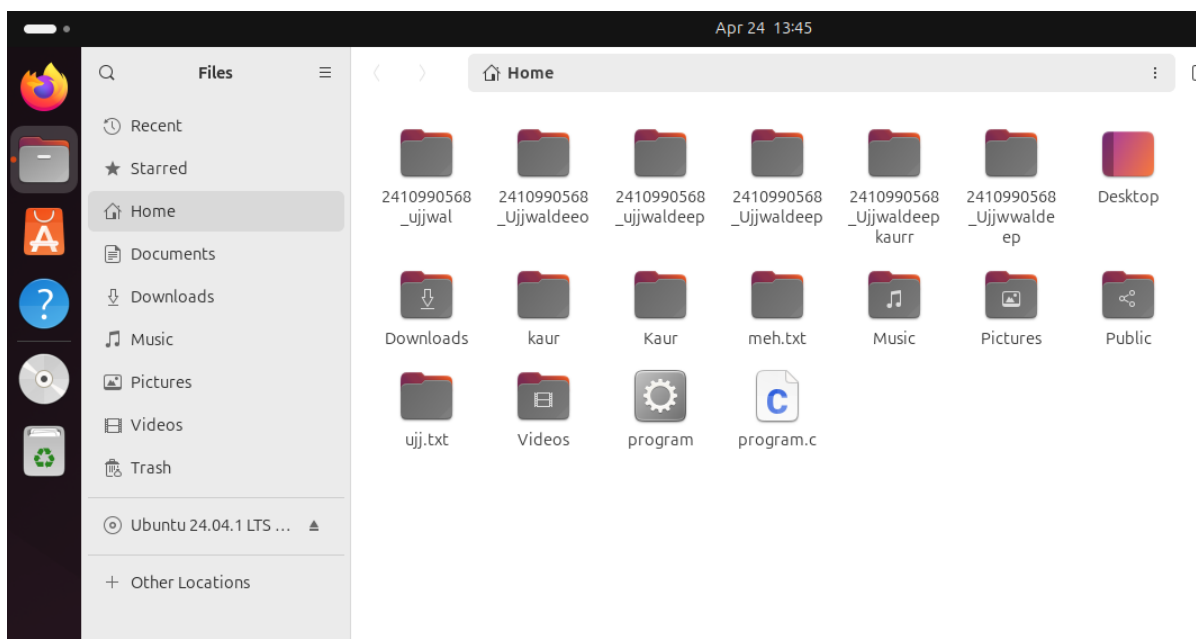 Apr 24 13:45
Files
Home
Recent
Starred
Home
Documents
Downloads
Music
Pictures
Videos
Trash
Ubuntu 24.04.1 LTS ...
+ Other Locations
2410990568
_ujjwal
2410990568
_Ujjwaldeeo
2410990568
_ujjwaldeep
2410990568
_Ujjwaldeep
2410990568
_Ujjwaldeep
kaurr
2410990568
_Ujjwwalde
ep
Desktop
Downloads
kaur
Kaur
meh.txt
Music
Pictures
Public
ujj.txt
Videos
program
C
program.c